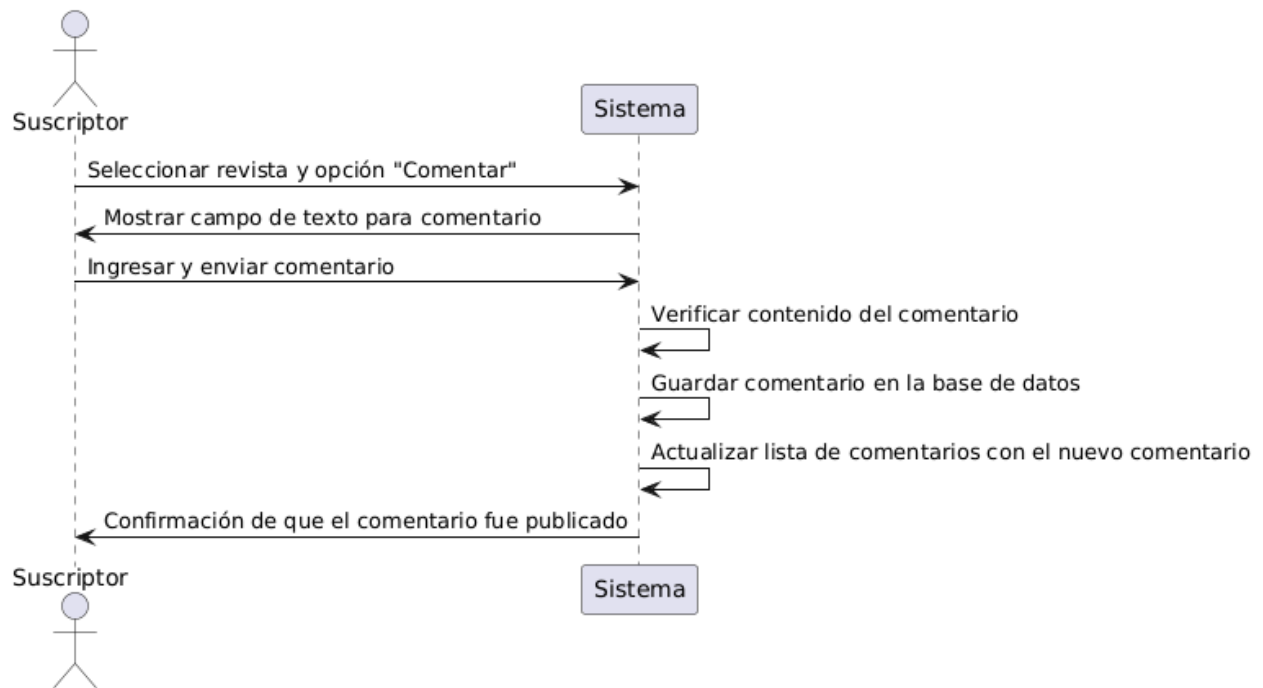 Suscriptor
Sistema
Seleccionar revista y opción "Comentar"
Mostrar campo de texto para comentario
Ingresar y enviar comentario
Verificar contenido del comentario
Guardar comentario en la base de datos
Actualizar lista de comentarios con el nuevo comentario
Confirmación de que el comentario fue publicado
Suscriptor
Sistema